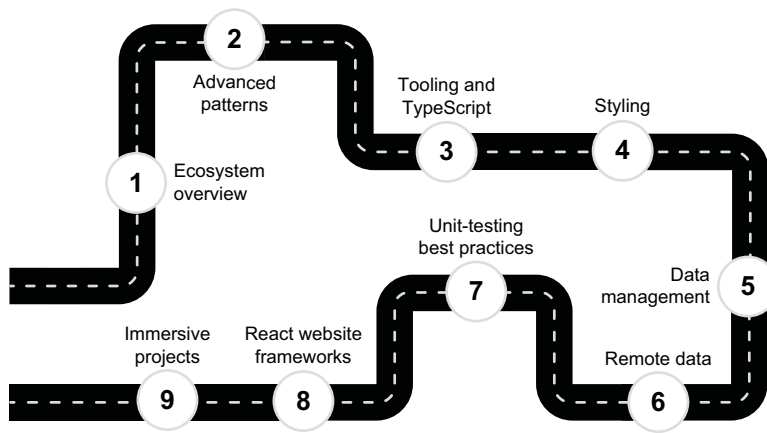 2
Advanced
patterns
Tooling and
TypeScript
3
Styling
4
1
Ecosystem
overview
Unit-testing
best practices
7
Data
management
5
Immersive
projects
9
React website
frameworks
8
Remote data
6